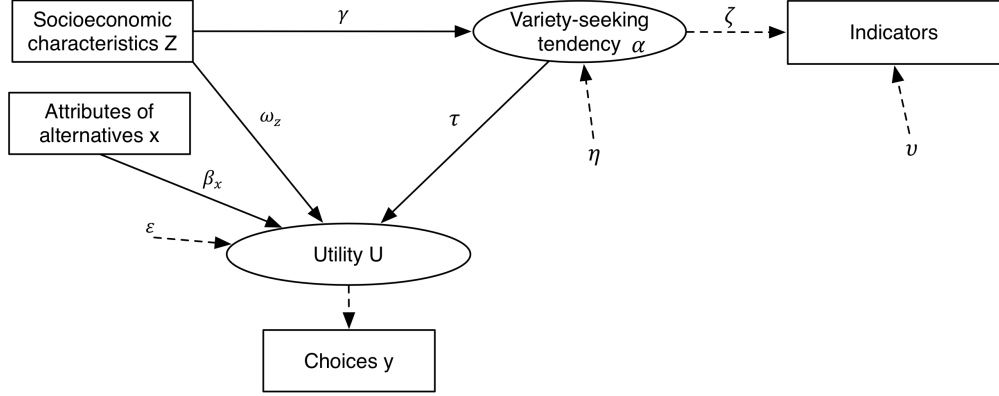 Socioeconomic
characteristics Z
γ
Variety-seeking
tendency α
ζ
Indicators
Attributes of
alternatives x
ω_z
τ
η
υ
β_x
ε
Utility U
Choices y